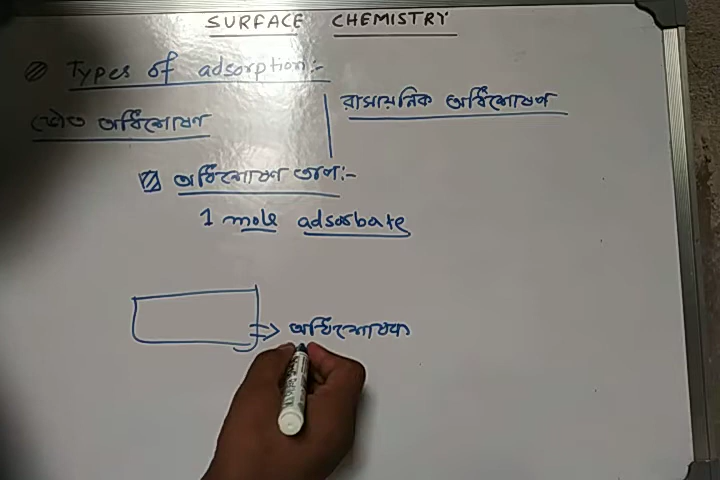 SURFACE CHEMISTRY
Types of adsorption:-
ভৌত অধিশোষণ
রাসায়নিক অধিশোষণ
অধিশোষণ তাপ:-
1 mole adsorbate
অধিশোষক